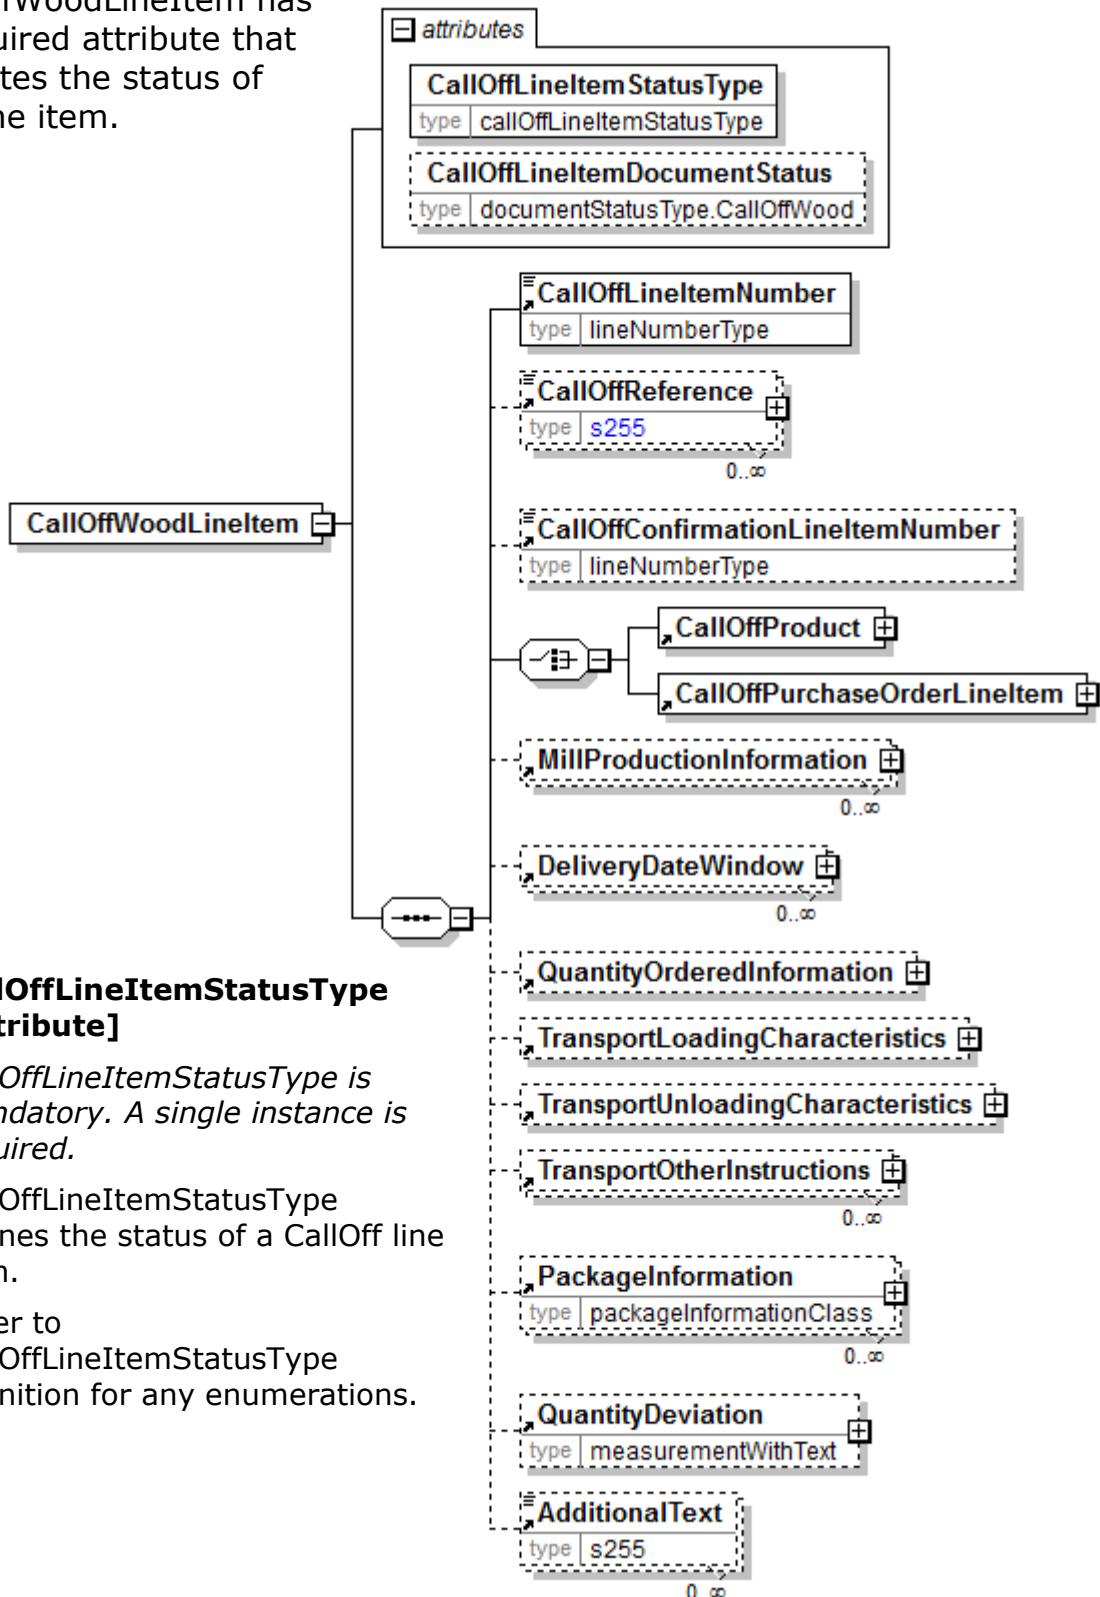 fWoodLineItem has
uired attribute that
tes the status of
ne item.
attributes
CallOffLineItemStatusType
type callOffLineItemStatusType
CallOffLineItemDocumentStatus
type documentStatusType.CallOffWood
CallOffLineItemNumber
type lineNumberType
CallOffReference
type s255
0..∞
CallOffWoodLineItem
CallOffConfirmationLineItemNumber
type lineNumberType
CallOffProduct
CallOffPurchaseOrderLineItem
MillProductionInformation
0..∞
DeliveryDateWindow
0..∞
lOffLineItemStatusType
tribute]
OffLineItemStatusType is
ndatory. A single instance is
uired.
OffLineItemStatusType
nes the status of a CallOff line
n.
er to
OffLineItemStatusType
nition for any enumerations.
QuantityOrderedInformation
TransportLoadingCharacteristics
TransportUnloadingCharacteristics
TransportOtherInstructions
0..∞
PackageInformation
type packageInformationClass
0..∞
QuantityDeviation
type measurementWithText
AdditionalText
type s255
0..∞